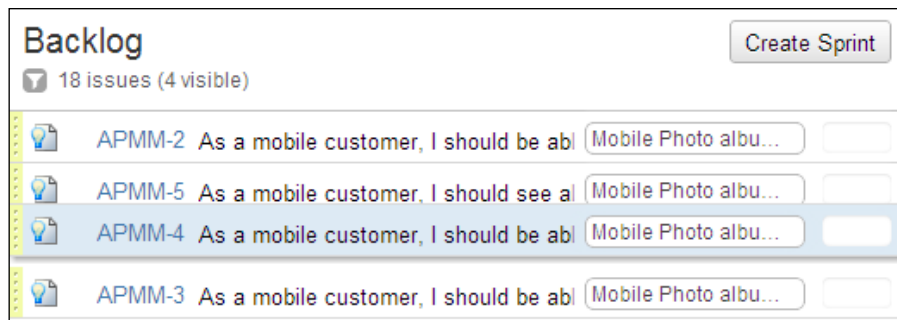 Backlog
Create Sprint
18 issues (4 visible)
APMM-2 As a mobile customer, I should be abl Mobile Photo albu...
APMM-5 As a mobile customer, I should see al Mobile Photo albu...
APMM-4 As a mobile customer, I should be abl Mobile Photo albu...
APMM-3 As a mobile customer, I should be abl Mobile Photo albu...